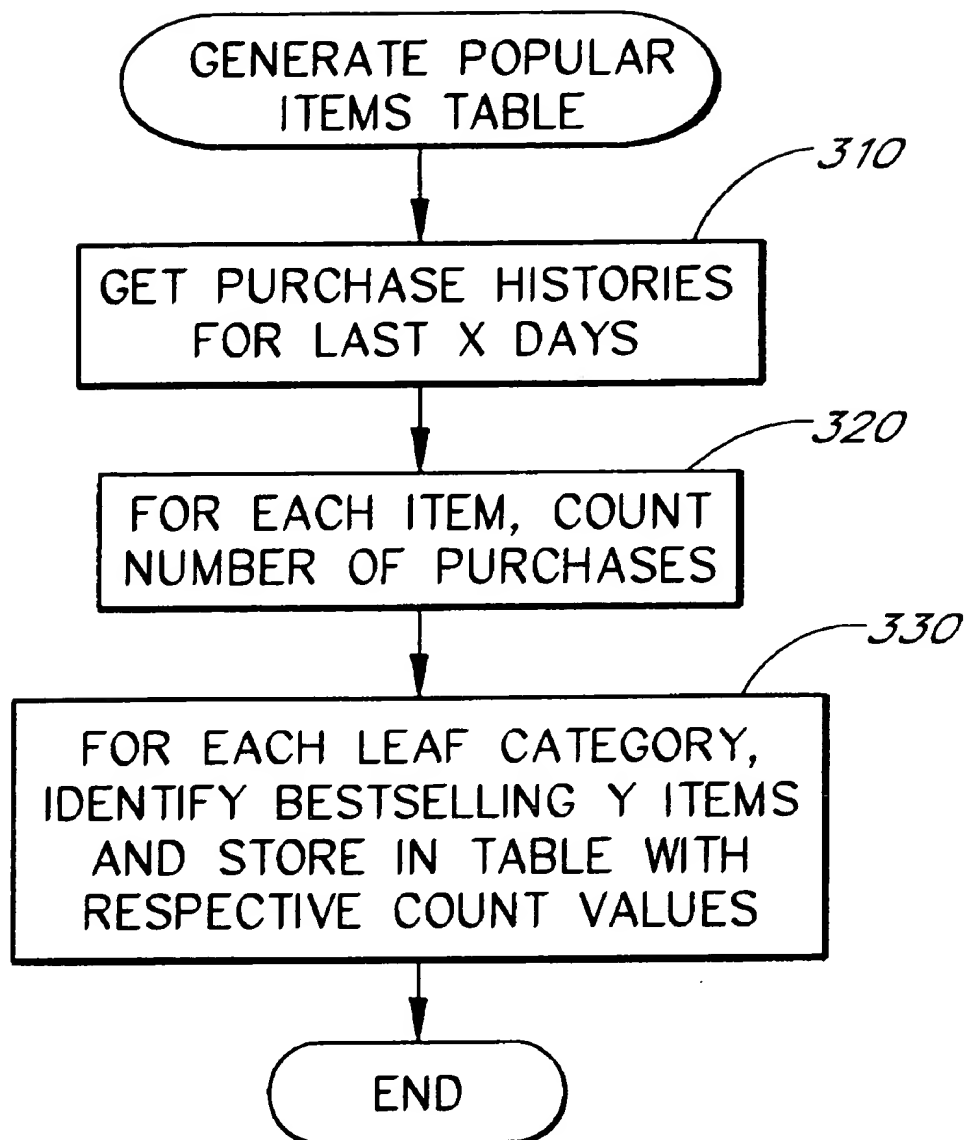 GENERATE POPULAR
ITEMS TABLE
310
GET PURCHASE HISTORIES
FOR LAST X DAYS
320
FOR EACH ITEM, COUNT
NUMBER OF PURCHASES
330
FOR EACH LEAF CATEGORY,
IDENTIFY BESTSELLING Y ITEMS
AND STORE IN TABLE WITH
RESPECTIVE COUNT VALUES
END